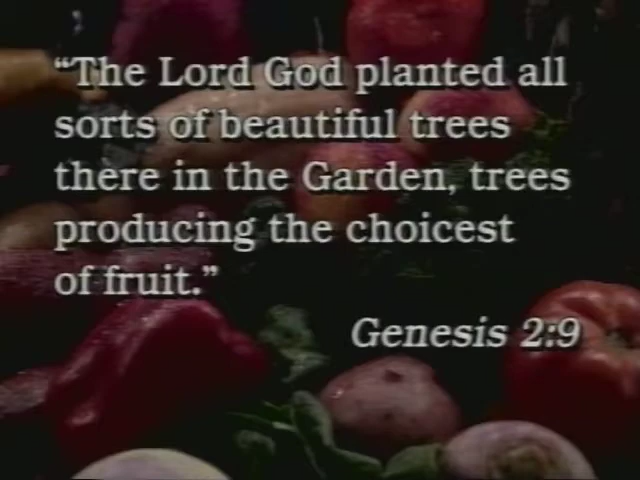 “The Lord God planted all
sorts of beautiful trees
there in the Garden, trees
producing the choicest
of fruit.”
Genesis 2:9